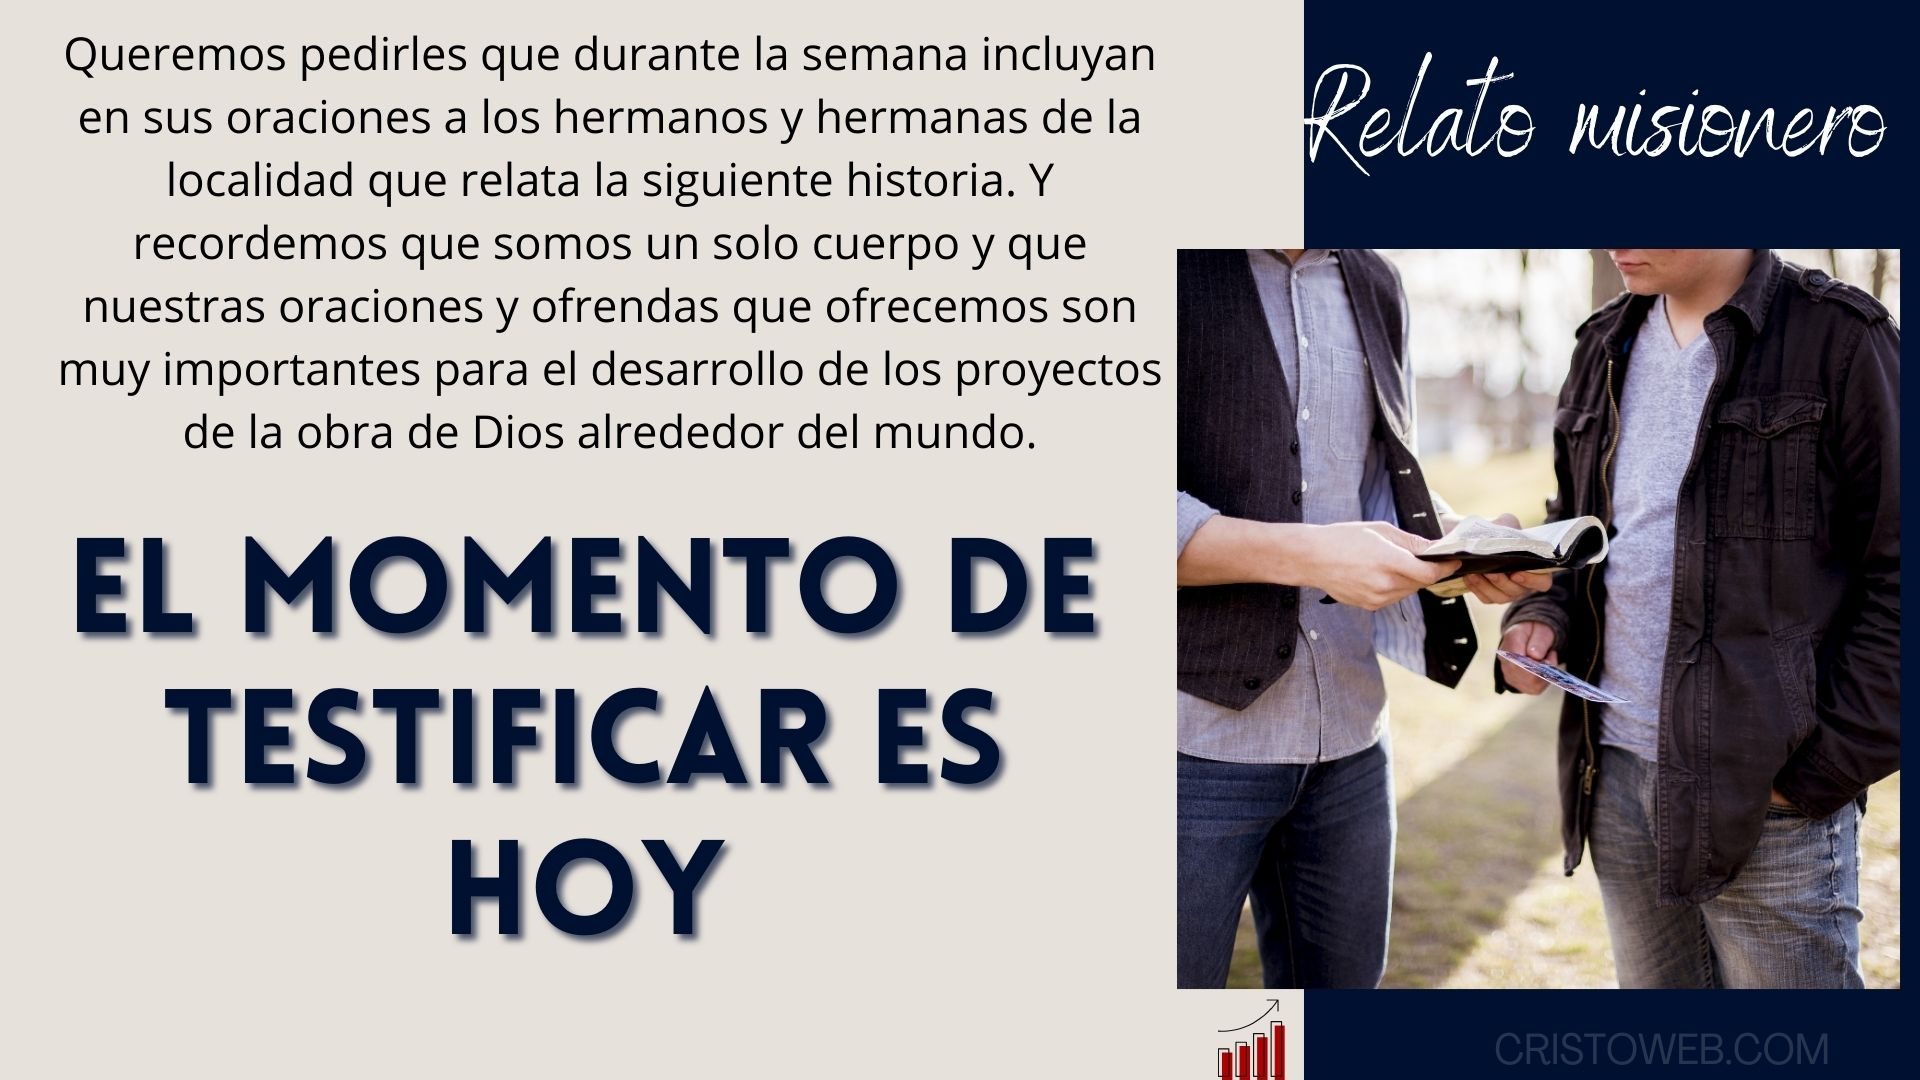 Queremos pedirles que durante la semana incluyan
en sus oraciones a los hermanos y hermanas de la
localidad que relata la siguiente historia. Y
recordemos que somos un solo cuerpo y que
nuestras oraciones y ofrendas que ofrecemos son
muy importantes para el desarrollo de los proyectos
de la obra de Dios alrededor del mundo.
EL MOMENTO DE
TESTIFICAR ES
HOY
Relato misionero
CRISTOWEB.COM